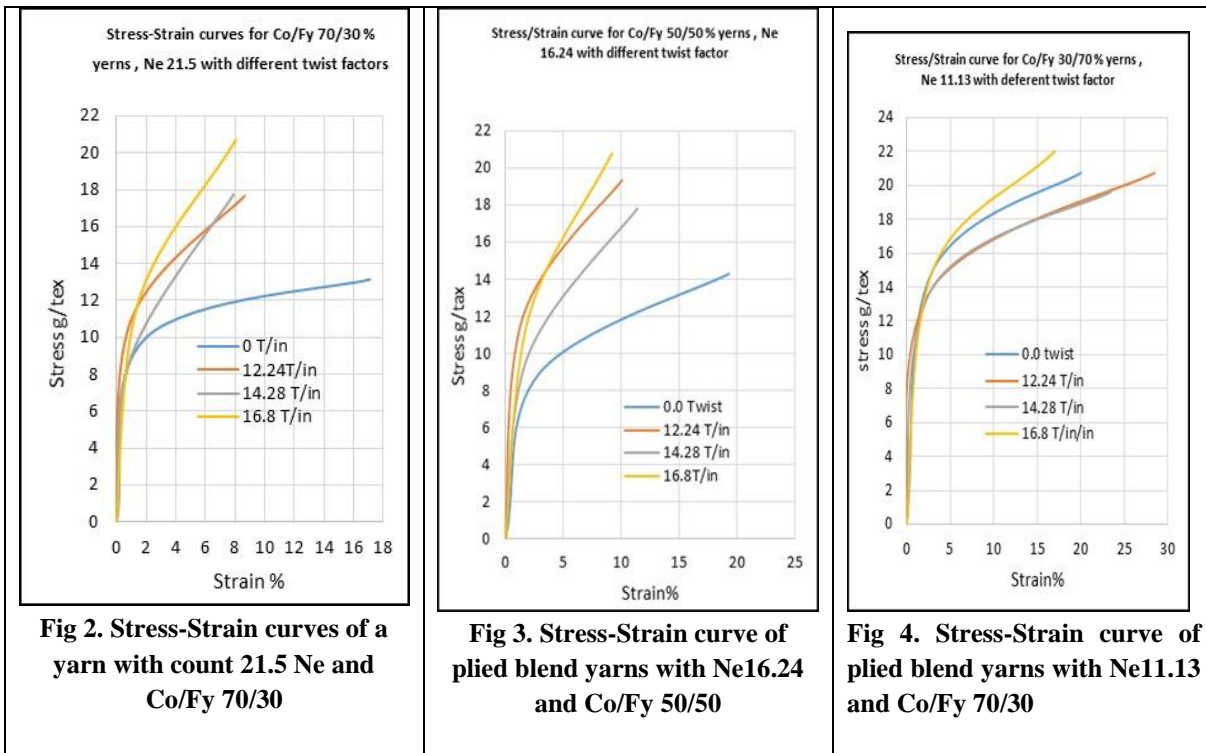 Stress-Strain curves for Co/Fy 70/30 %
yerns , Ne 21.5 with different twist factors
22
20
18
16
14
12
10
8
6
4
2
0
Stress g/tex
0 T/in
12.24T/in
14.28 T/in
16.8 T/in
0 2 4 6 8 10 12 14 16 18
Strain %
Fig 2. Stress-Strain curves of a
yarn with count 21.5 Ne and
Co/Fy 70/30
Stress/Strain curve for Co/Fy 50/50 % yerns , Ne
16.24 with different twist factor
22
20
18
16
14
12
10
8
6
4
2
0
Stress g/tax
0.0 Twist
12.24 T/in
14.28 T/in
16.8T/in
0 5 10 15 20 25
Strain%
Fig 3. Stress-Strain curve of
plied blend yarns with Ne16.24
and Co/Fy 50/50
Stress/Strain curve for Co/Fy 30/70 % yerns ,
Ne 11.13 with deferent twist factor
24
22
20
18
16
14
12
10
8
6
4
2
0
stress g/tex
0.0 twist
12.24 T/in
14.28 T/in
16.8 T/in/in
0 5 10 15 20 25 30
Strain%
Fig 4. Stress-Strain curve of
plied blend yarns with Ne11.13
and Co/Fy 70/30